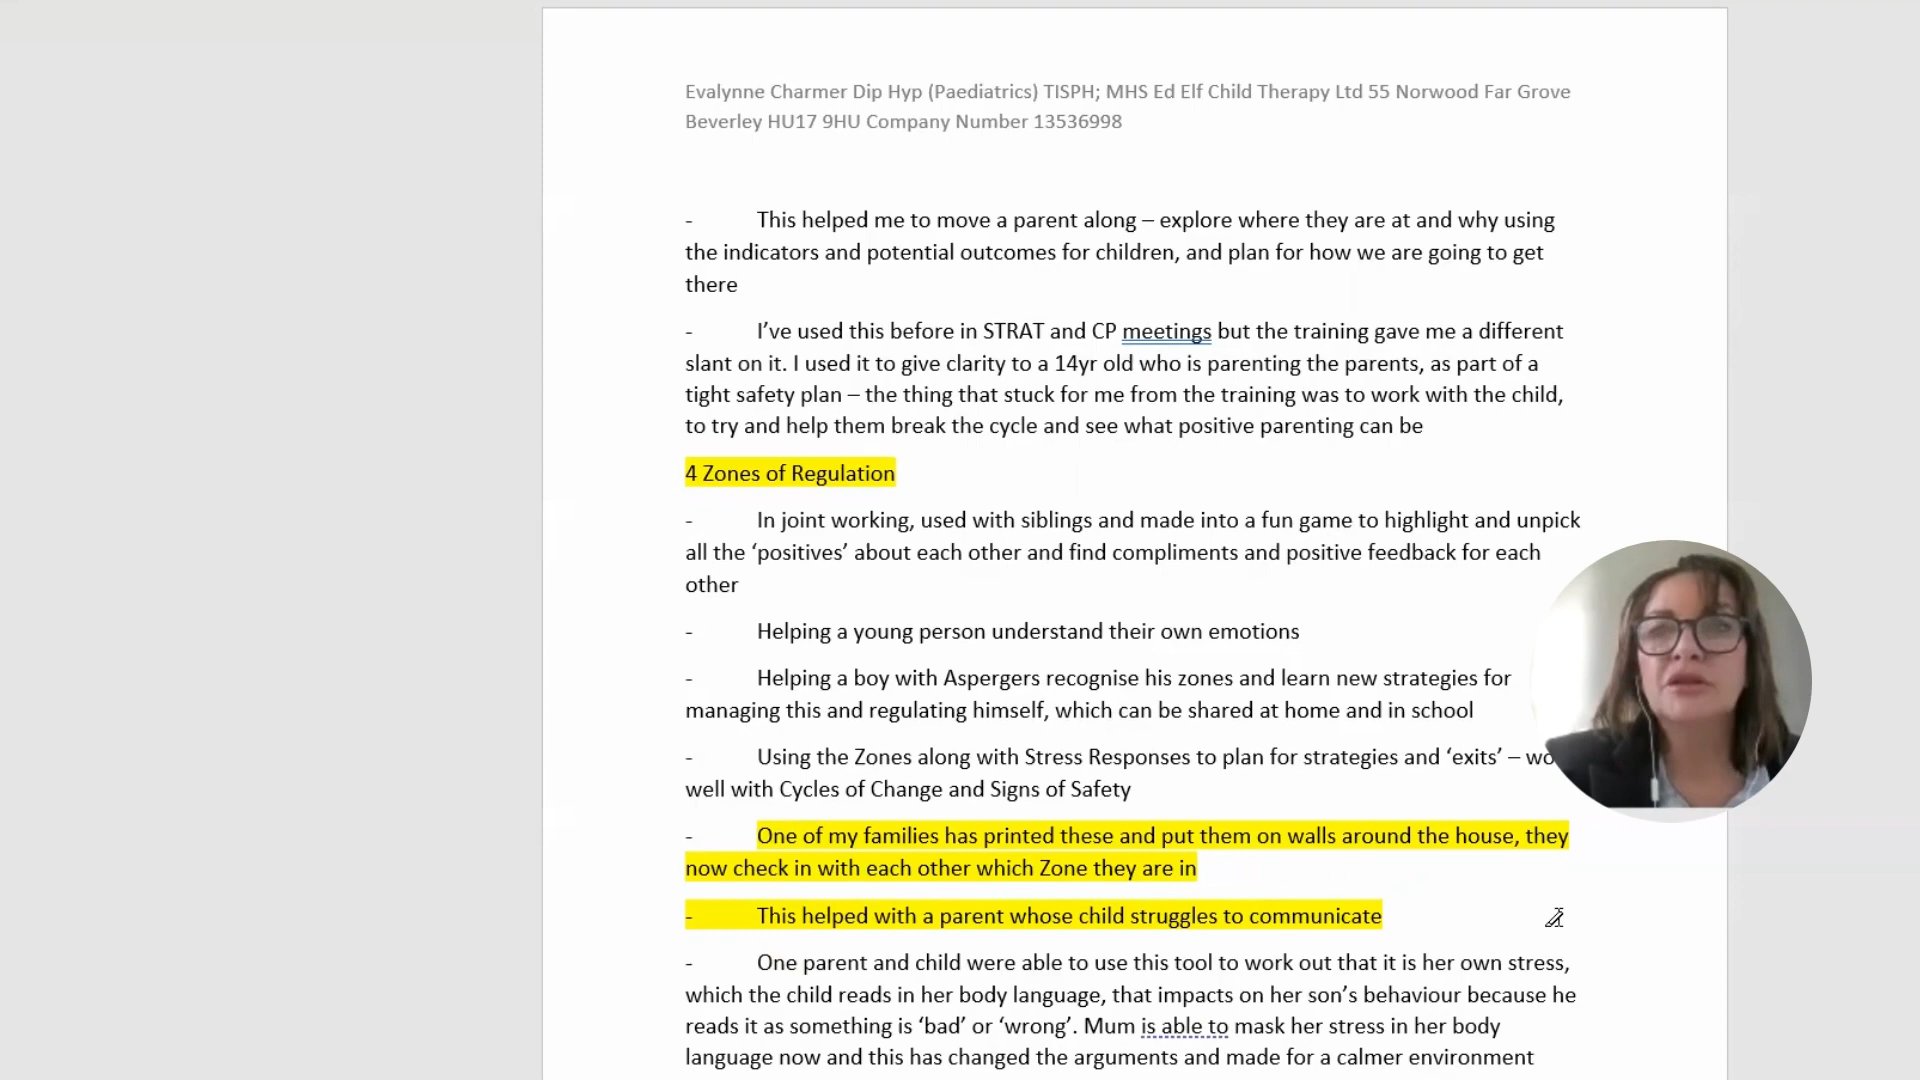 Evalynne Charmer Dip Hyp (Paediatrics) TISPH; MHS Ed Elf Child Therapy Ltd 55 Norwood Far Grove
Beverley HU17 9HU Company Number 13536998
- This helped me to move a parent along – explore where they are at and why using
the indicators and potential outcomes for children, and plan for how we are going to get
there
- I’ve used this before in STRAT and CP meetings but the training gave me a different
slant on it. I used it to give clarity to a 14yr old who is parenting the parents, as part of a
tight safety plan – the thing that stuck for me from the training was to work with the child,
to try and help them break the cycle and see what positive parenting can be
4 Zones of Regulation
- In joint working, used with siblings and made into a fun game to highlight and unpick
all the ‘positives’ about each other and find compliments and positive feedback for each
other
- Helping a young person understand their own emotions
- Helping a boy with Aspergers recognise his zones and learn new strategies for
managing this and regulating himself, which can be shared at home and in school
- Using the Zones along with Stress Responses to plan for strategies and ‘exits’ –
well with Cycles of Change and Signs of Safety
- One of my families has printed these and put them on walls around the house, they
now check in with each other which Zone they are in
- This helped with a parent whose child struggles to communicate
- One parent and child were able to use this tool to work out that it is her own stress,
which the child reads in her body language, that impacts on her son’s behaviour because he
reads it as something is ‘bad’ or ‘wrong’. Mum is able to mask her stress in her body
language now and this has changed the arguments and made for a calmer environment